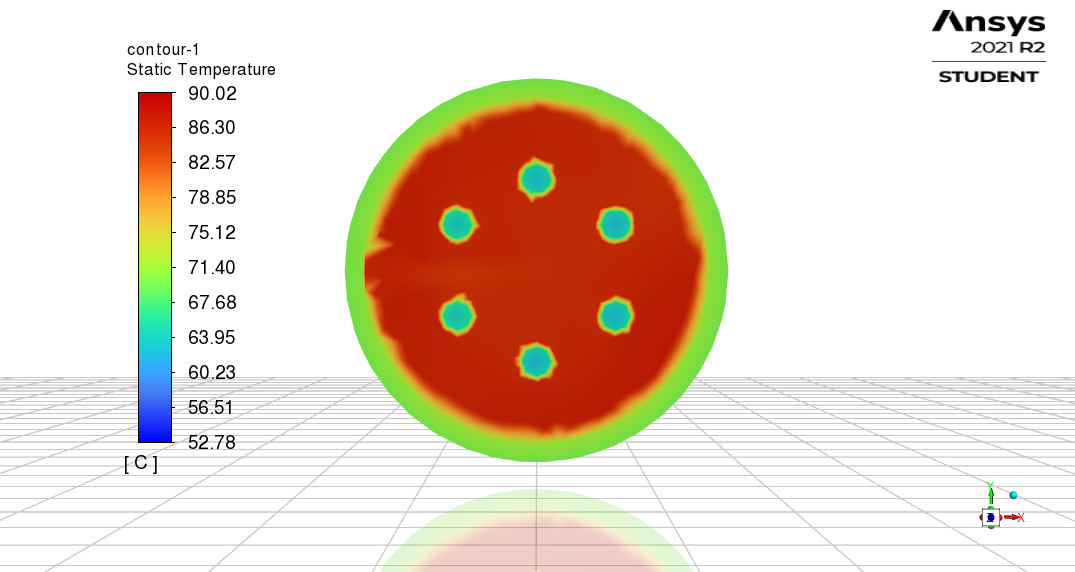 contour-1
Static Temperature
90.02
86.30
82.57
78.85
75.12
71.40
67.68
63.95
60.23
56.51
52.78
[ C ]
Ansys
2021 R2
STUDENT
Y
Z
X